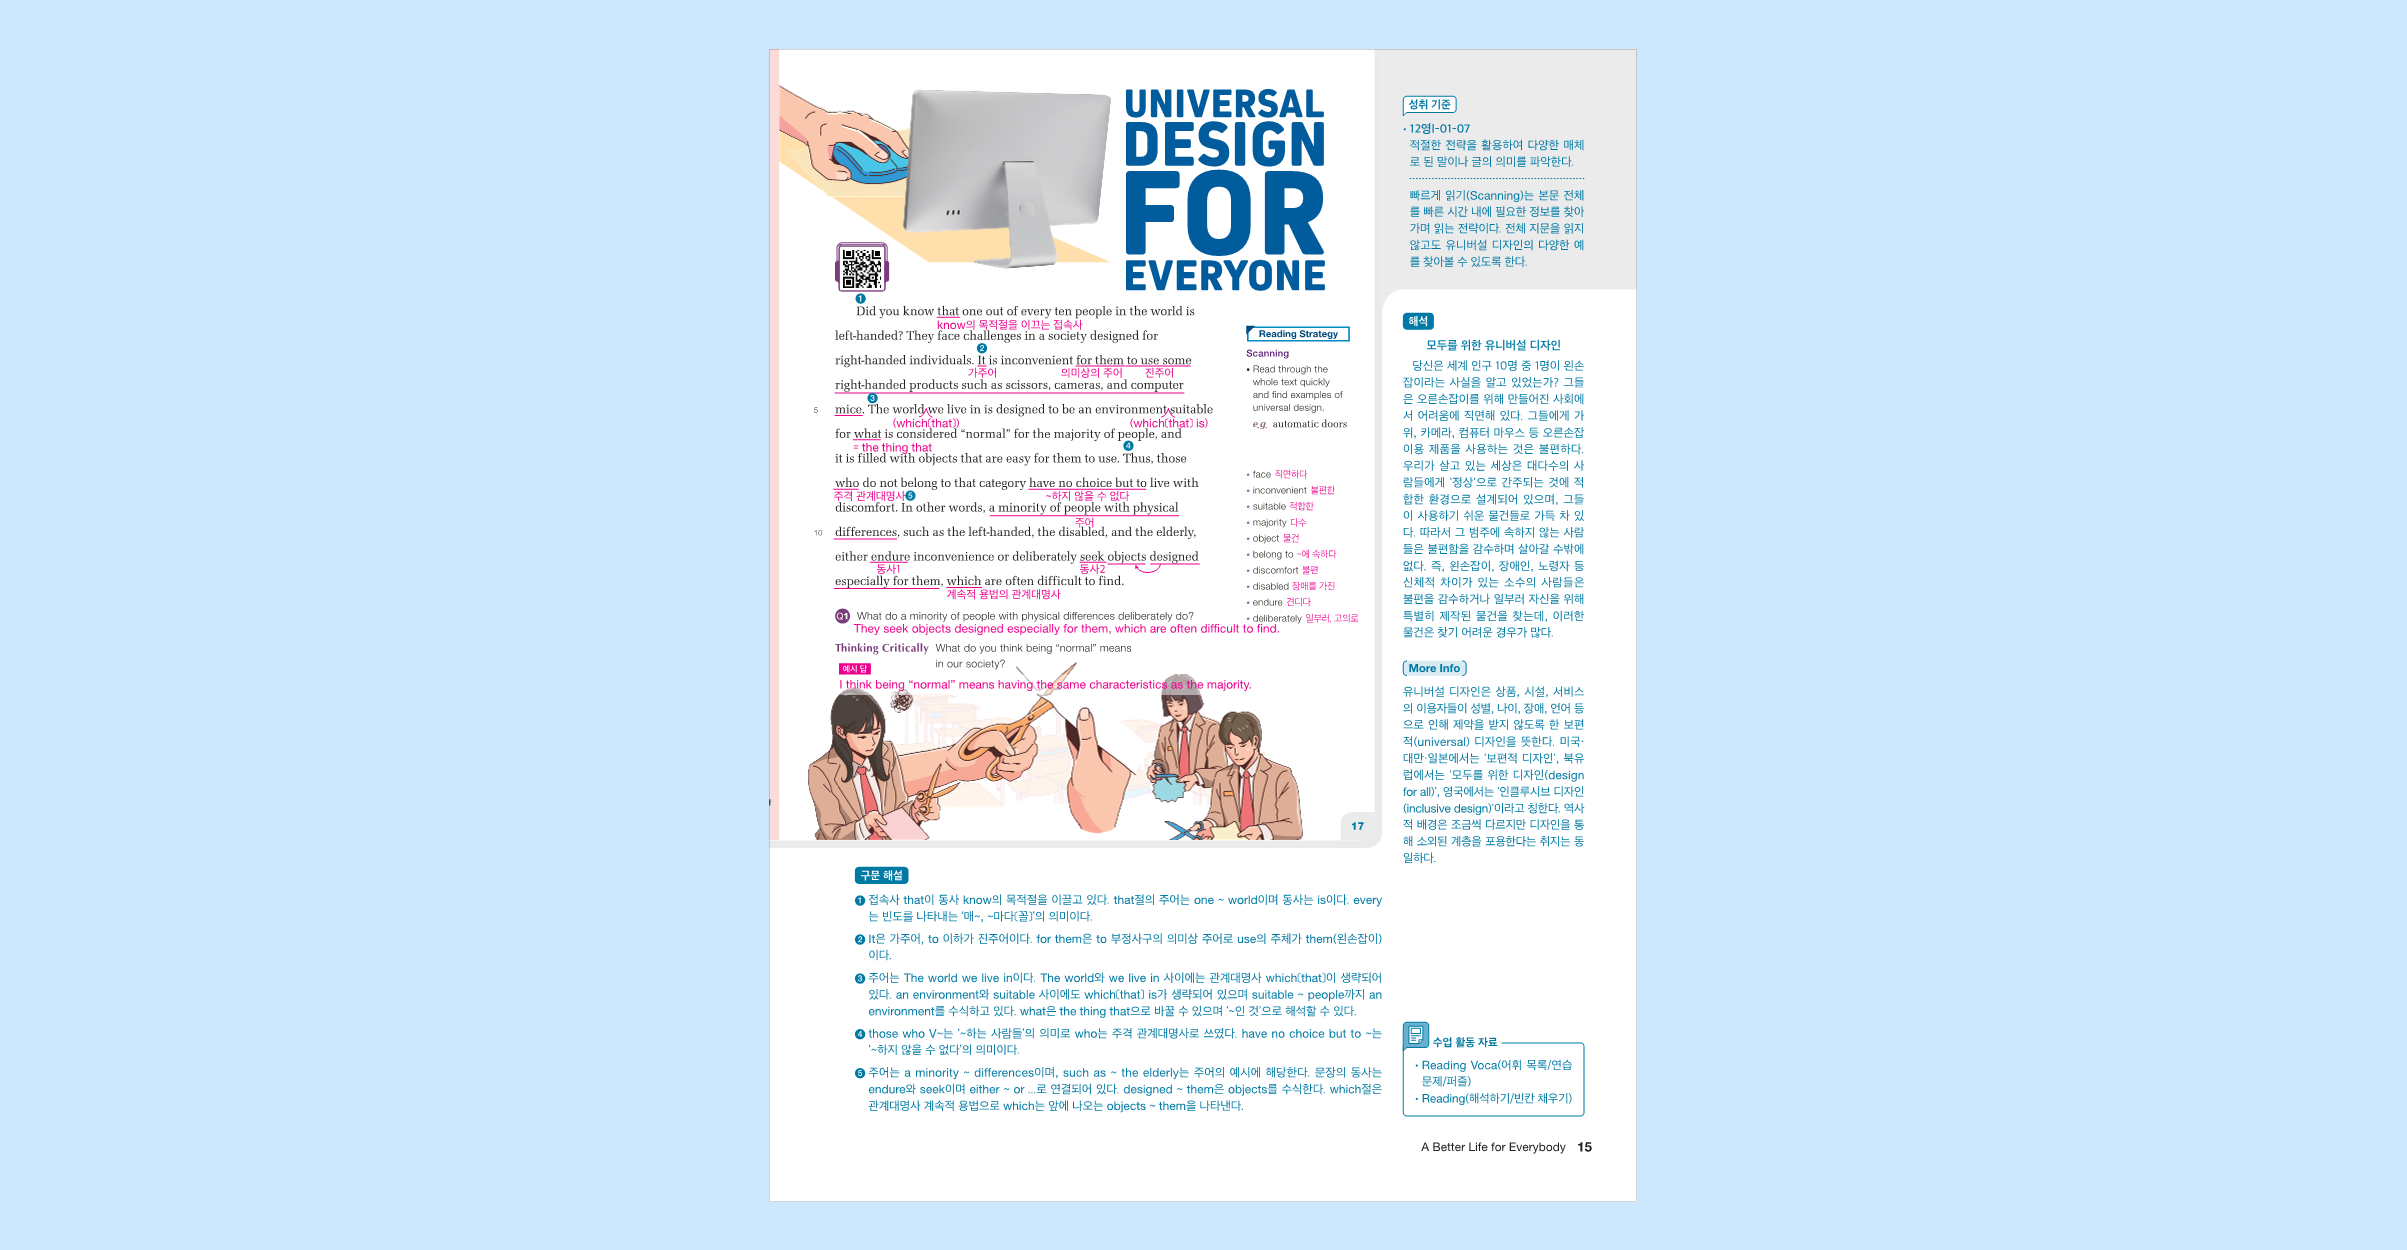 UNIVERSAL
DESIGN
FOR
EVERYONE
1
Did you know that one out of every ten people in the world is
know의 목적절을 이끄는 접속사
left-handed? They face challenges in a society designed for
2
right-handed individuals. It is inconvenient for them to use some
가주어 의미상의 주어 진주어
right-handed products such as scissors, cameras, and computer
3
5 mice. The world we live in is designed to be an environment suitable
(which〔that〕) (which〔that〕 is)
for what is considered “normal” for the majority of people, and
= the thing that 4
it is filled with objects that are easy for them to use. Thus, those
who do not belong to that category have no choice but to live with
주격 관계대명사 5 ~하지 않을 수 없다
discomfort. In other words, a minority of people with physical
주어
10 differences, such as the left-handed, the disabled, and the elderly,
either endure inconvenience or deliberately seek objects designed
동사1 동사2
especially for them, which are often difficult to find.
계속적 용법의 관계대명사
Q1 What do a minority of people with physical differences deliberately do?
They seek objects designed especially for them, which are often difficult to find.
Thinking Critically What do you think being “normal” means
in our society?
예시 답
I think being “normal” means having the same characteristics as the majority.
Reading Strategy
Scanning
• Read through the
whole text quickly
and find examples of
universal design.
e.g. automatic doors
• face 직면하다
• inconvenient 불편한
• suitable 적합한
• majority 다수
• object 물건
• belong to ~에 속하다
• discomfort 불편
• disabled 장애를 가진
• endure 견디다
• deliberately 일부러, 고의로
17
성취 기준
• 12영Ⅰ-01-07
적절한 전략을 활용하여 다양한 매체
로 된 말이나 글의 의미를 파악한다.
빠르게 읽기(Scanning)는 본문 전체
를 빠른 시간 내에 필요한 정보를 찾아
가며 읽는 전략이다. 전체 지문을 읽지
않고도 유니버설 디자인의 다양한 예
를 찾아볼 수 있도록 한다.
해석
모두를 위한 유니버설 디자인
당신은 세계 인구 10명 중 1명이 왼손
잡이라는 사실을 알고 있었는가? 그들
은 오른손잡이를 위해 만들어진 사회에
서 어려움에 직면해 있다. 그들에게 가
위, 카메라, 컴퓨터 마우스 등 오른손잡
이용 제품을 사용하는 것은 불편하다.
우리가 살고 있는 세상은 대다수의 사
람들에게 ‘정상’으로 간주되는 것에 적
합한 환경으로 설계되어 있으며, 그들
이 사용하기 쉬운 물건들로 가득 차 있
다. 따라서 그 범주에 속하지 않는 사람
들은 불편함을 감수하며 살아갈 수밖에
없다. 즉, 왼손잡이, 장애인, 노령자 등
신체적 차이가 있는 소수의 사람들은
불편을 감수하거나 일부러 자신을 위해
특별히 제작된 물건을 찾는데, 이러한
물건은 찾기 어려운 경우가 많다.
More Info
유니버설 디자인은 상품, 시설, 서비스
의 이용자들이 성별, 나이, 장애, 언어 등
으로 인해 제약을 받지 않도록 한 보편
적(universal) 디자인을 뜻한다. 미국·
대만·일본에서는 ‘보편적 디자인’, 북유
럽에서는 ‘모두를 위한 디자인(design
for all)’, 영국에서는 ‘인클루시브 디자인
(inclusive design)’이라고 칭한다. 역사
적 배경은 조금씩 다르지만 디자인을 통
해 소외된 계층을 포용한다는 취지는 동
일하다.
구문 해설
1 접속사 that이 동사 know의 목적절을 이끌고 있다. that절의 주어는 one ~ world이며 동사는 is이다. every
는 빈도를 나타내는 ‘매~, ~마다〔꼴〕’의 의미이다.
2 It은 가주어, to 이하가 진주어이다. for them은 to 부정사구의 의미상 주어로 use의 주체가 them(왼손잡이)
이다.
3 주어는 The world we live in이다. The world와 we live in 사이에는 관계대명사 which〔that〕이 생략되어
있다. an environment와 suitable 사이에도 which〔that〕 is가 생략되어 있으며 suitable ~ people까지 an
environment를 수식하고 있다. what은 the thing that으로 바꿀 수 있으며 ‘~인 것’으로 해석할 수 있다.
4 those who V~는 ‘~하는 사람들’의 의미로 who는 주격 관계대명사로 쓰였다. have no choice but to ~는
‘~하지 않을 수 없다’의 의미이다.
5 주어는 a minority ~ differences이며, such as ~ the elderly는 주어의 예시에 해당한다. 문장의 동사는
endure와 seek이며 either ~ or ...로 연결되어 있다. designed ~ them은 objects를 수식한다. which절은
관계대명사 계속적 용법으로 which는 앞에 나오는 objects ~ them을 나타낸다.
수업 활동 자료
• Reading Voca(어휘 목록/연습
문제/퍼즐)
• Reading(해석하기/빈칸 채우기)
A Better Life for Everybody 15